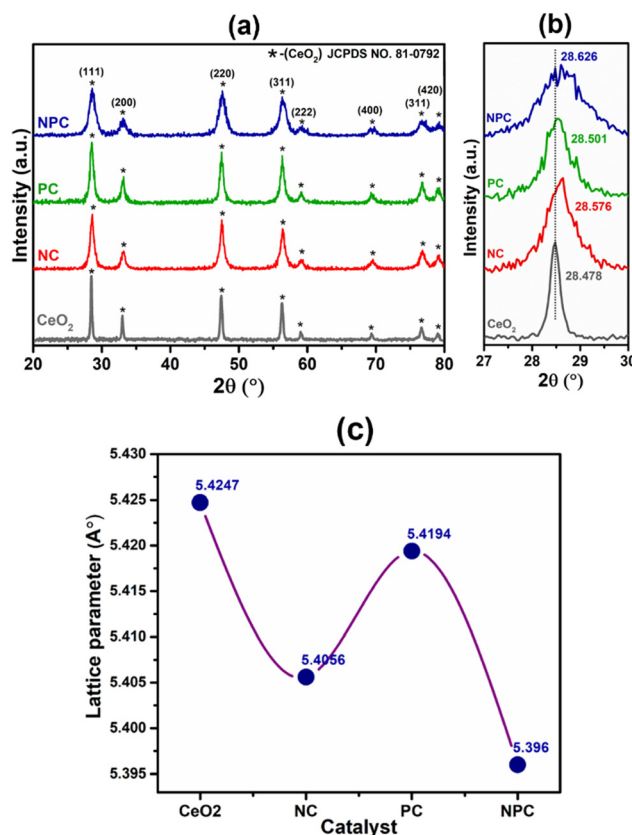 (a)
*-(CeO₂) JCPDS NO. 81-0792
(111)
(200)
(220)
(311)
(222)
(400)
(311)
(420)
NPC
PC
NC
CeO₂
Intensity (a.u.)
20 30 40 50 60 70 80
2θ (°)
(b)
28.626
NPC
28.501
PC
28.576
NC
28.478
CeO₂
Intensity (a.u.)
27 28 29 30
2θ (°)
(c)
Lattice parameter (A°)
5.430
5.425
5.420
5.415
5.410
5.405
5.400
5.395
5.4247
5.4056
5.4194
5.396
CeO2 NC PC NPC
Catalyst